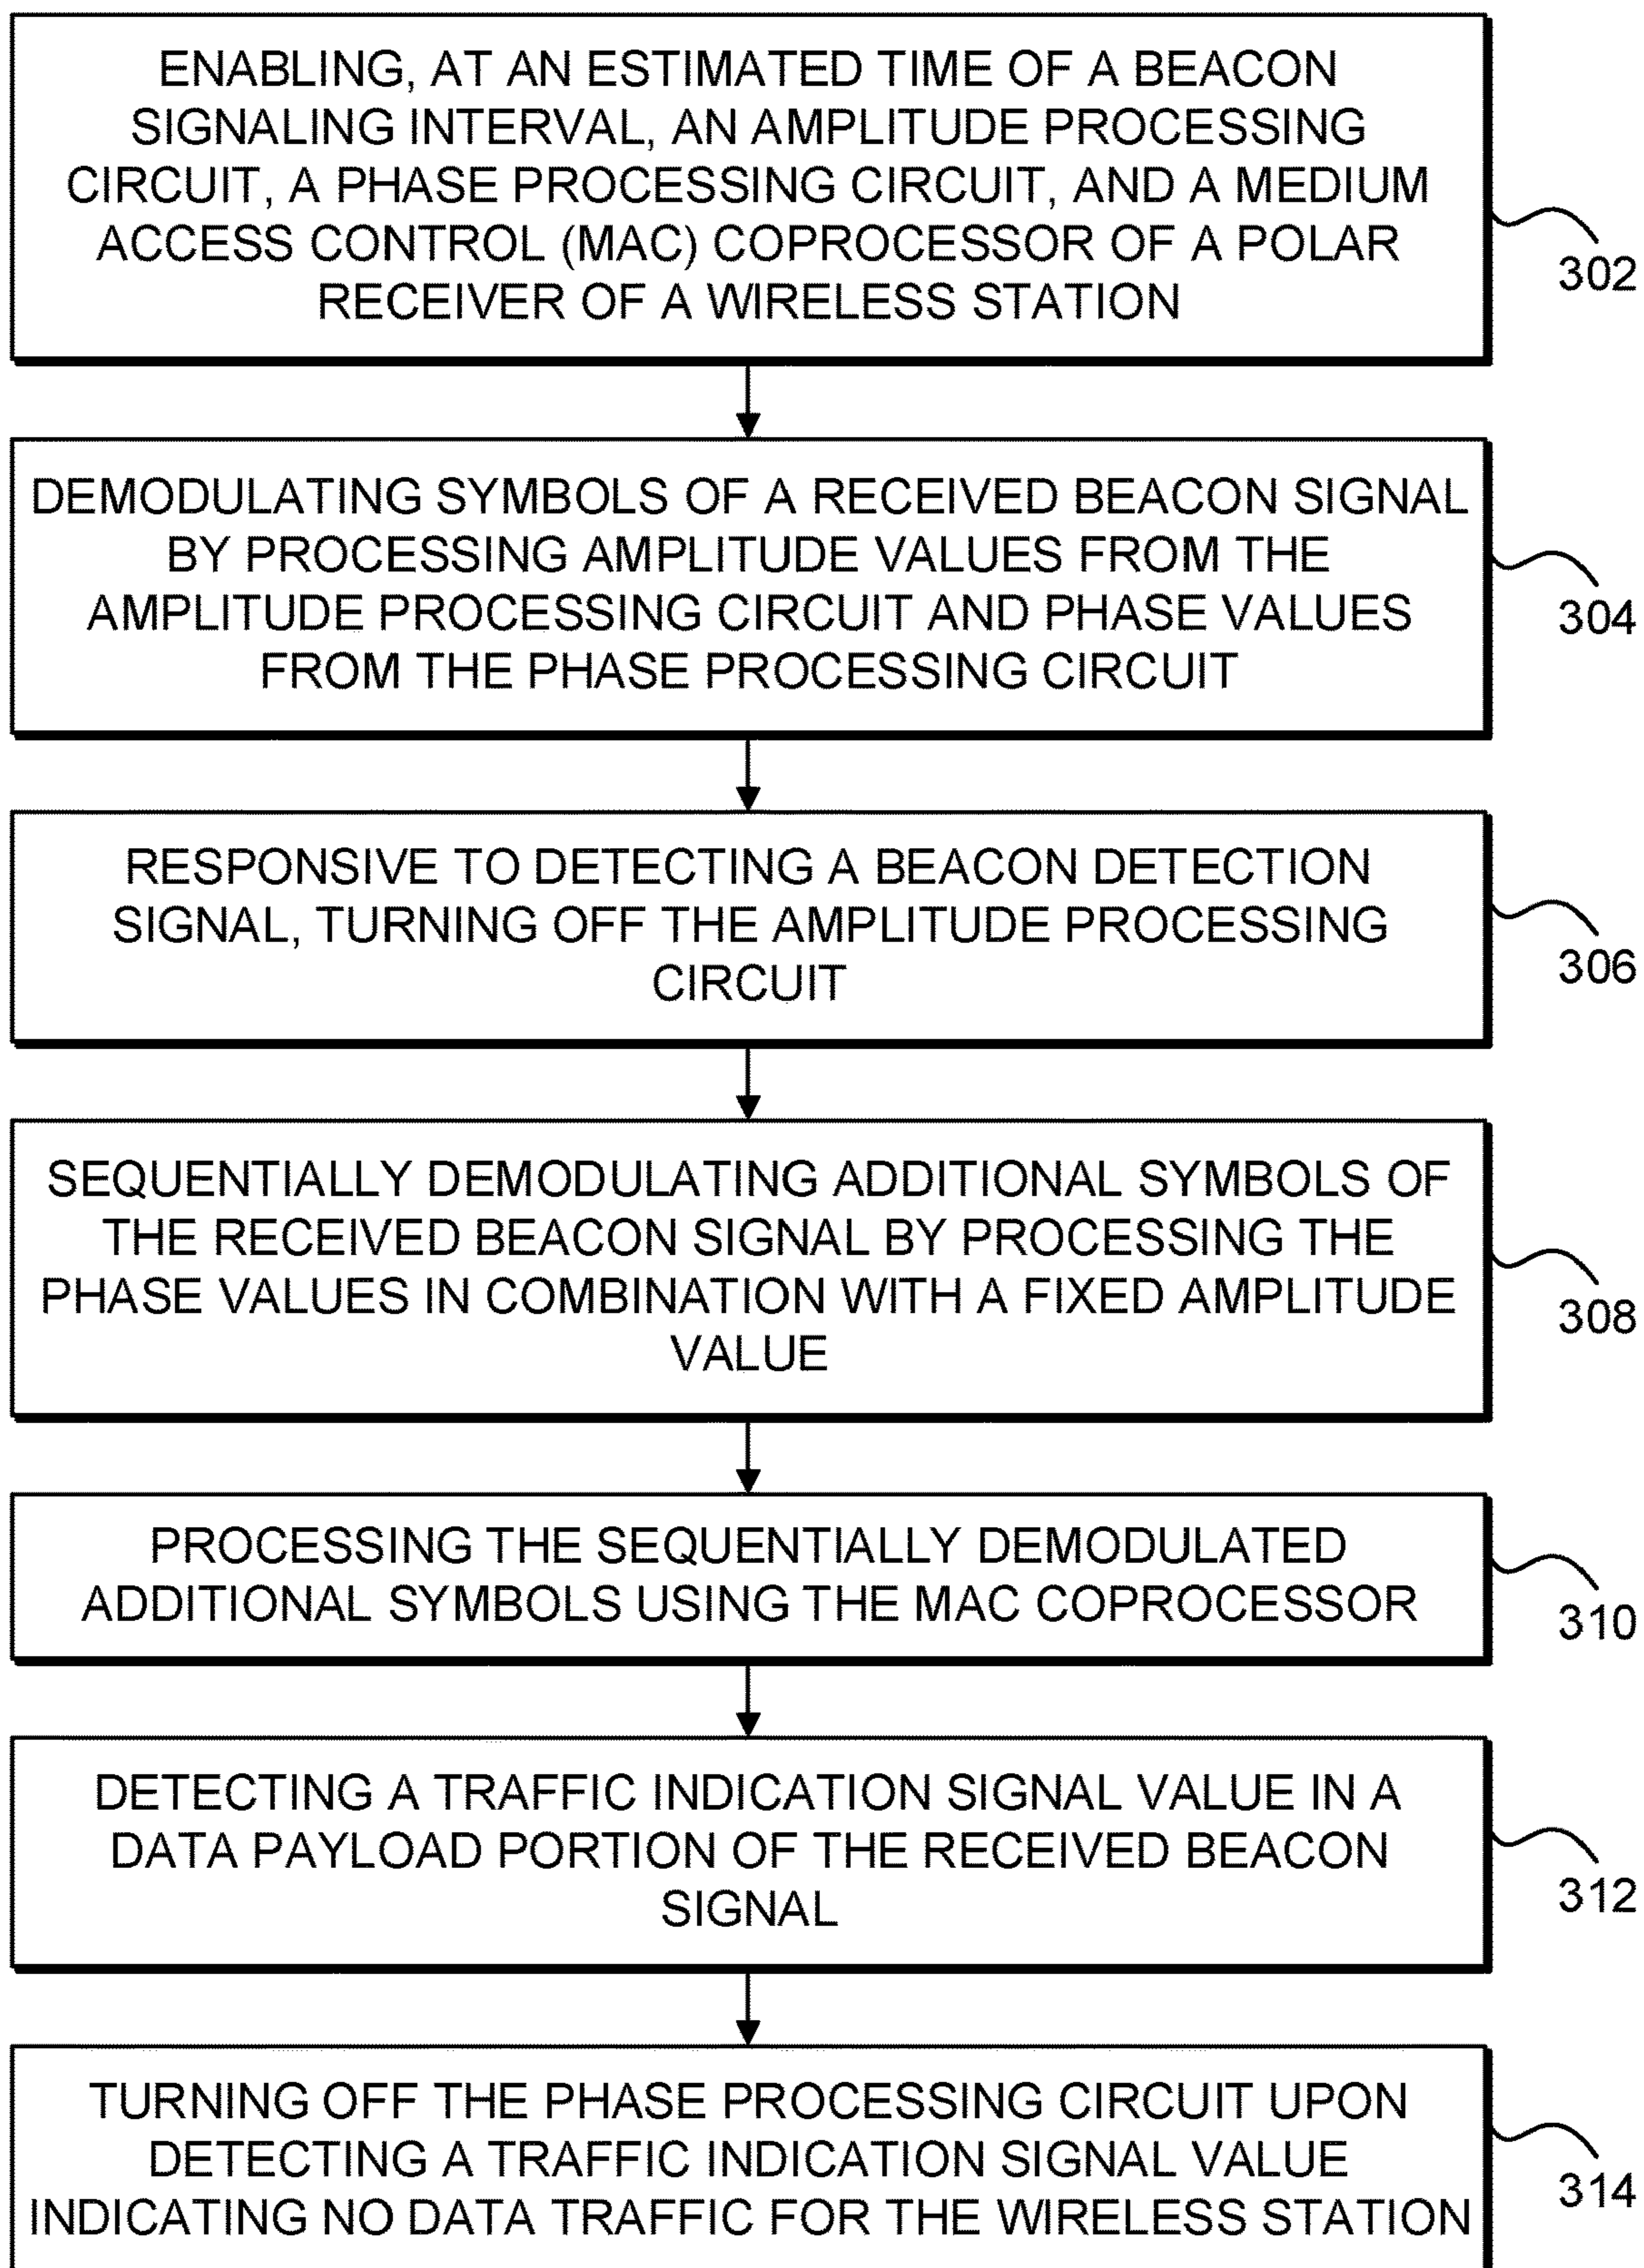 ENABLING, AT AN ESTIMATED TIME OF A BEACON
SIGNALING INTERVAL, AN AMPLITUDE PROCESSING
CIRCUIT, A PHASE PROCESSING CIRCUIT, AND A MEDIUM
ACCESS CONTROL (MAC) COPROCESSOR OF A POLAR
RECEIVER OF A WIRELESS STATION
302
DEMODULATING SYMBOLS OF A RECEIVED BEACON SIGNAL
BY PROCESSING AMPLITUDE VALUES FROM THE
AMPLITUDE PROCESSING CIRCUIT AND PHASE VALUES
FROM THE PHASE PROCESSING CIRCUIT
304
RESPONSIVE TO DETECTING A BEACON DETECTION
SIGNAL, TURNING OFF THE AMPLITUDE PROCESSING
CIRCUIT
306
SEQUENTIALLY DEMODULATING ADDITIONAL SYMBOLS OF
THE RECEIVED BEACON SIGNAL BY PROCESSING THE
PHASE VALUES IN COMBINATION WITH A FIXED AMPLITUDE
VALUE
308
PROCESSING THE SEQUENTIALLY DEMODULATED
ADDITIONAL SYMBOLS USING THE MAC COPROCESSOR
310
DETECTING A TRAFFIC INDICATION SIGNAL VALUE IN A
DATA PAYLOAD PORTION OF THE RECEIVED BEACON
SIGNAL
312
TURNING OFF THE PHASE PROCESSING CIRCUIT UPON
DETECTING A TRAFFIC INDICATION SIGNAL VALUE
INDICATING NO DATA TRAFFIC FOR THE WIRELESS STATION
314